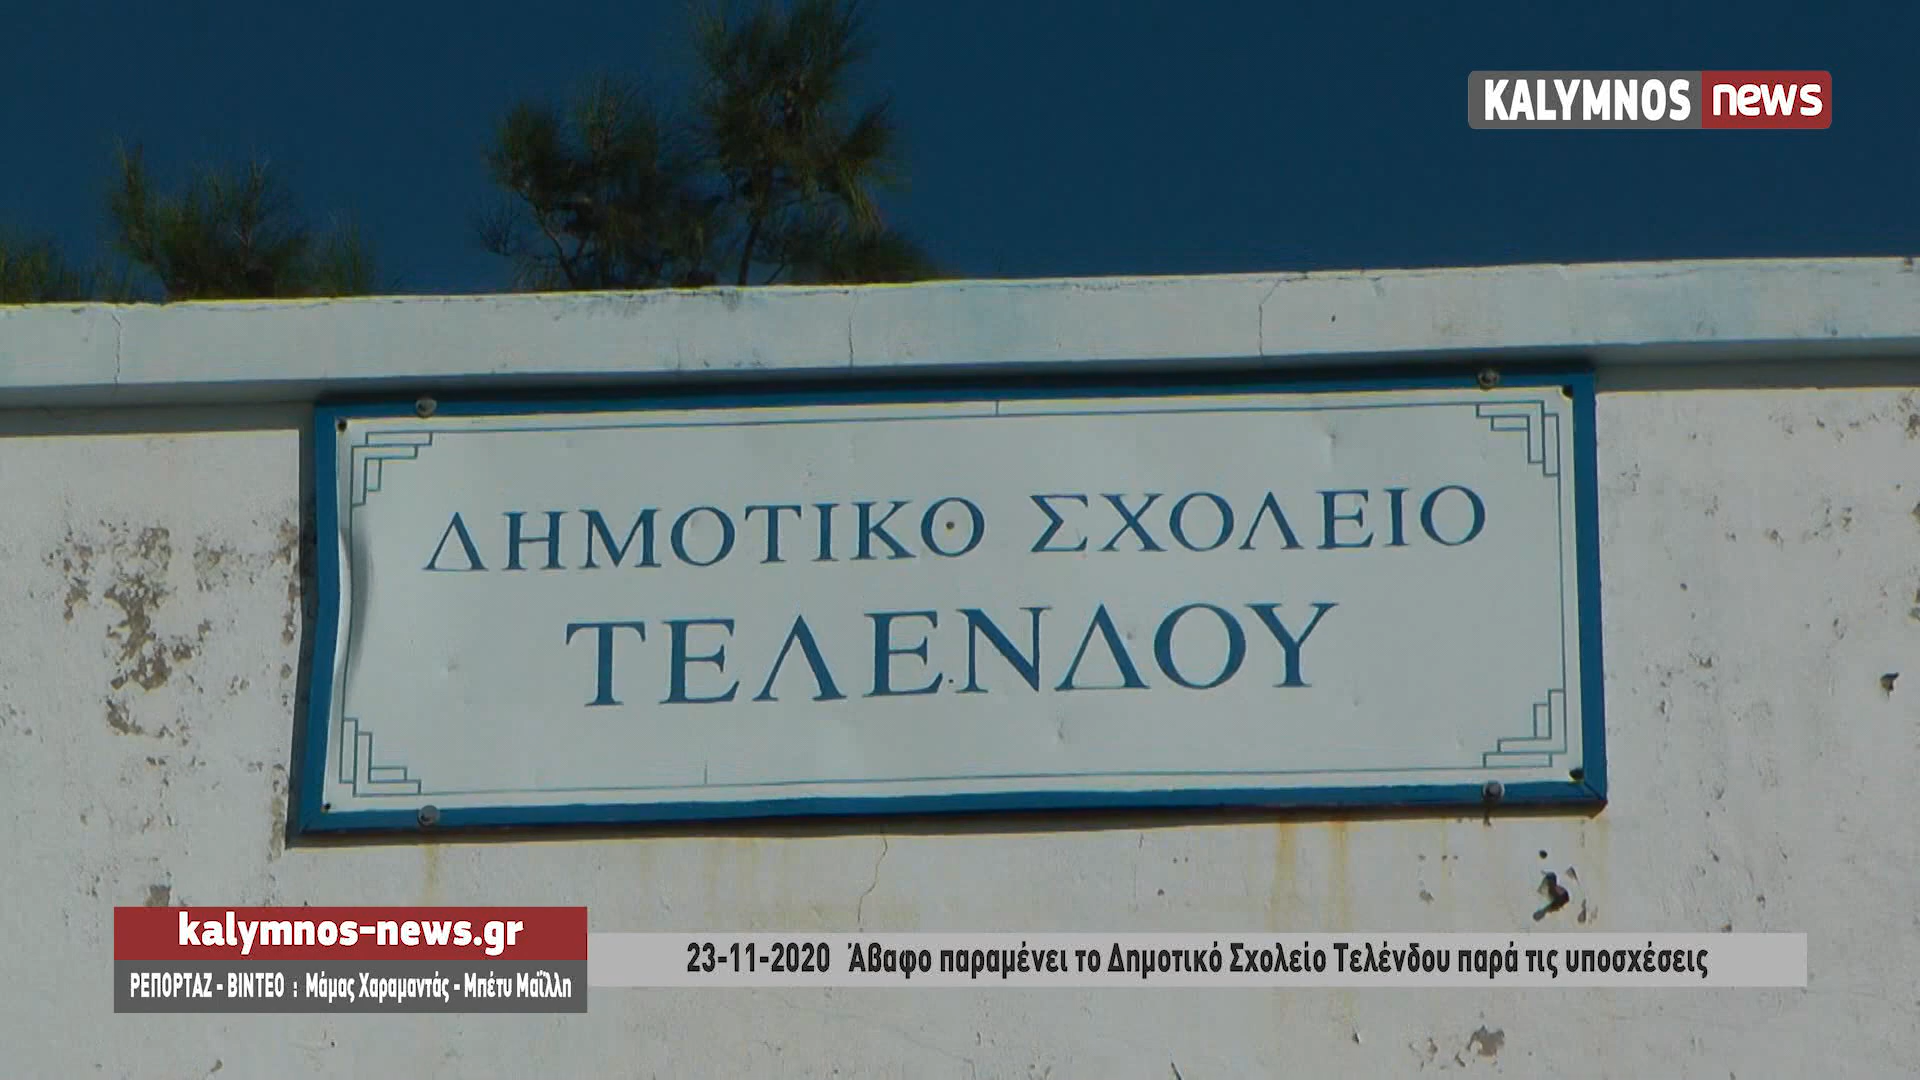 KALYMNOS news
ΔΗΜΟΤΙΚΟ ΣΧΟΛΕΙΟ
ΤΕΛΕΝΔΟΥ
kalymnos-news.gr
ΡΕΠΟΡΤΑΖ - ΒΙΝΤΕΟ : Μάμας Χαραμαντάς - Μπέτυ Μαΐλλη
23-11-2020 Άβαφο παραμένει το Δημοτικό Σχολείο Τελένδου παρά τις υποσχέσεις